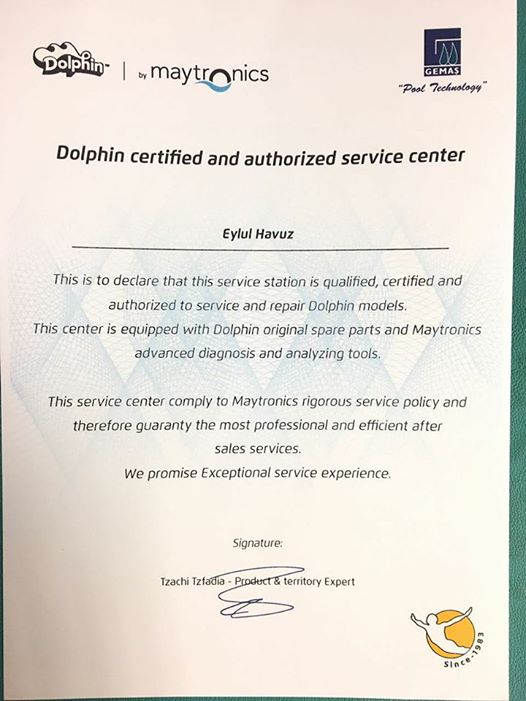 Dolphin™ | by maytronics
GEMAS
"Pool Technology"
Dolphin certified and authorized service center
Eylul Havuz
This is to declare that this service station is qualified, certified and
authorized to service and repair Dolphin models.
This center is equipped with Dolphin original spare parts and Maytronics
advanced diagnosis and analyzing tools.
This service center comply to Maytronics rigorous service policy and
therefore guaranty the most professional and efficient after
sales services.
We promise Exceptional service experience.
Signature:
Tzachi Tzfadia - Product & territory Expert
Since-1983